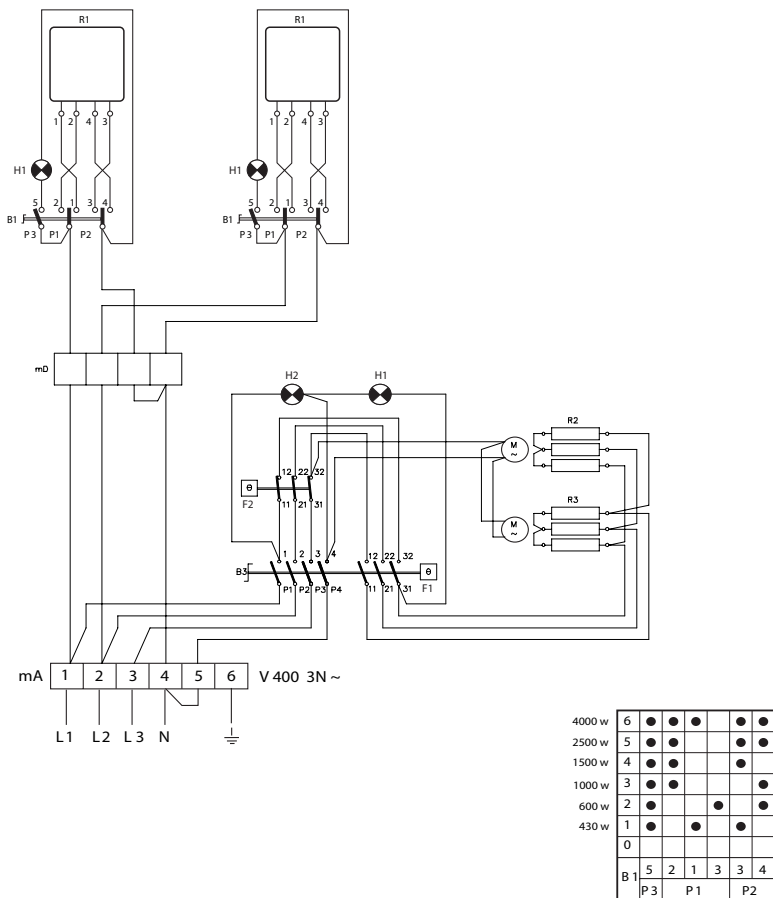 R1 R1
1 2 4 3 1 2 4 3
H1 H1
5 2 1 3 4 5 2 1 3 4
B1 B1
P3 P1 P2 P3 P1 P2
mD
H2 H1
R2
M
~
12 22 32
θ
F2
11 21 31
R3
M
~
1 2 3 4 12 22 32
B3 θ
P1 P2 P3 P4 11 21 31 F1
mA 1 2 3 4 5 6 V 400 3N ~
L1 L2 L3 N
4000 w 6
2500 w 5
1500 w 4
1000 w 3
600 w 2
430 w 1
0
B1 5 2 1 3 3 4
P3 P1 P2